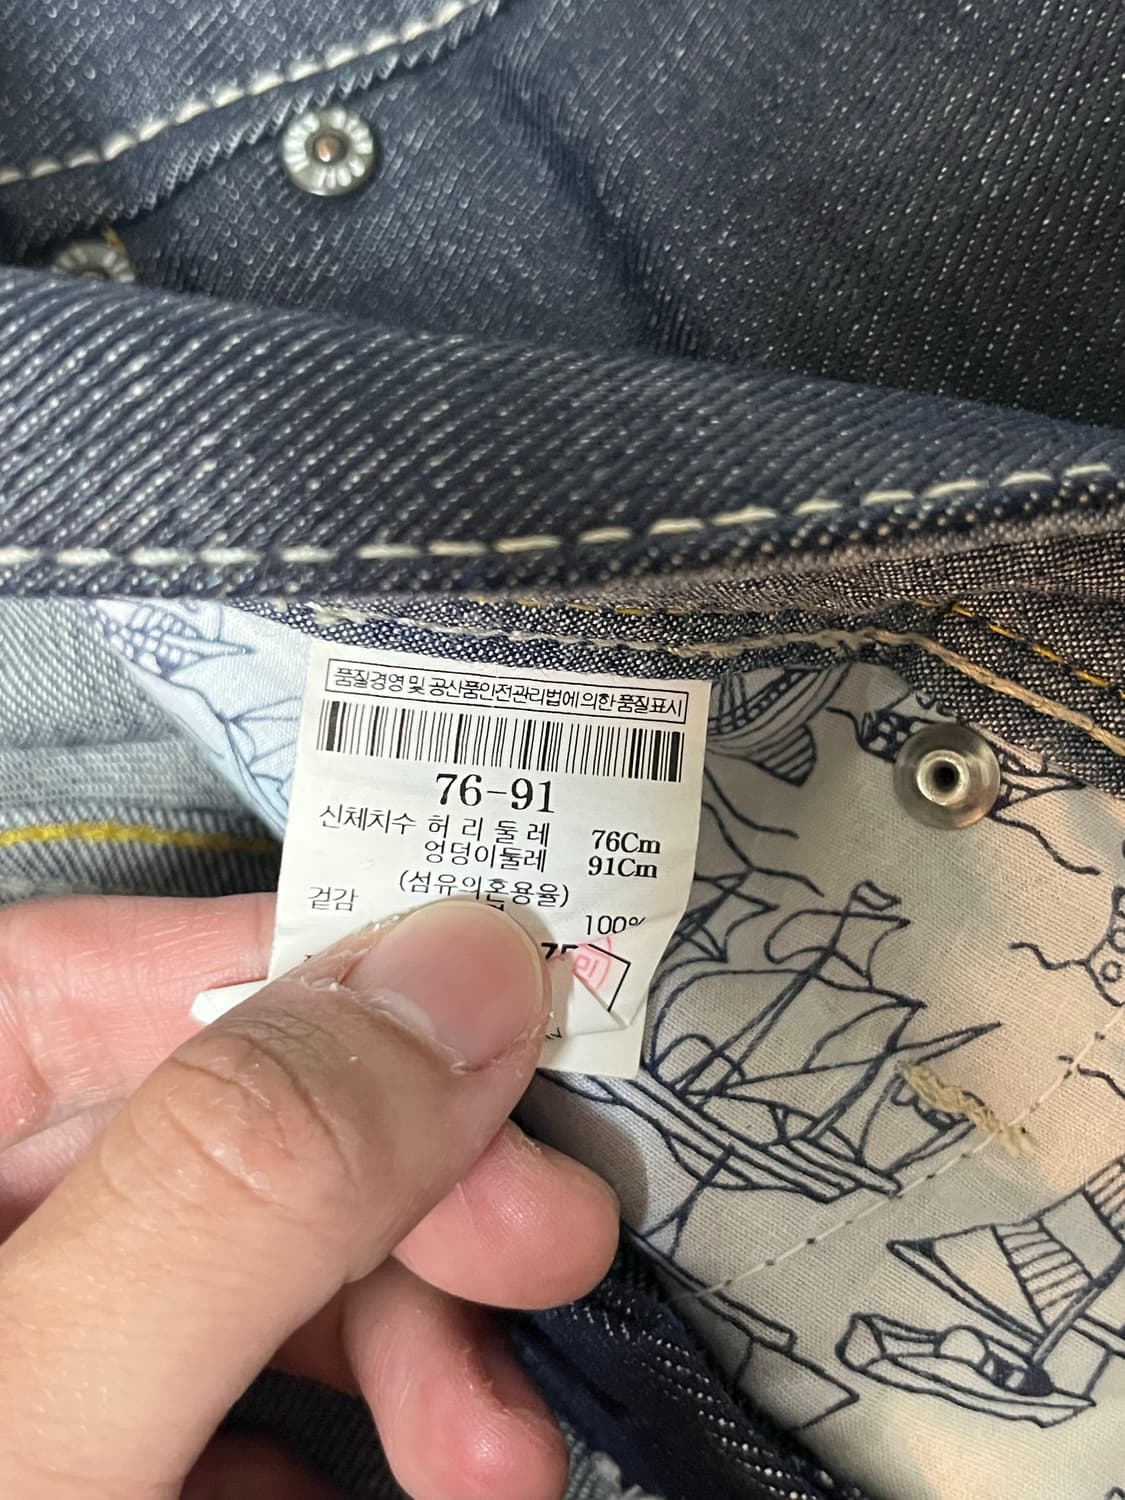 품질경영 및 공산품안전관리법에 의한 품질표시
76-91
신체치수 허 리 둘 레 76Cm
엉덩이둘레 91Cm
(섬유의혼용율)
겉감 100%